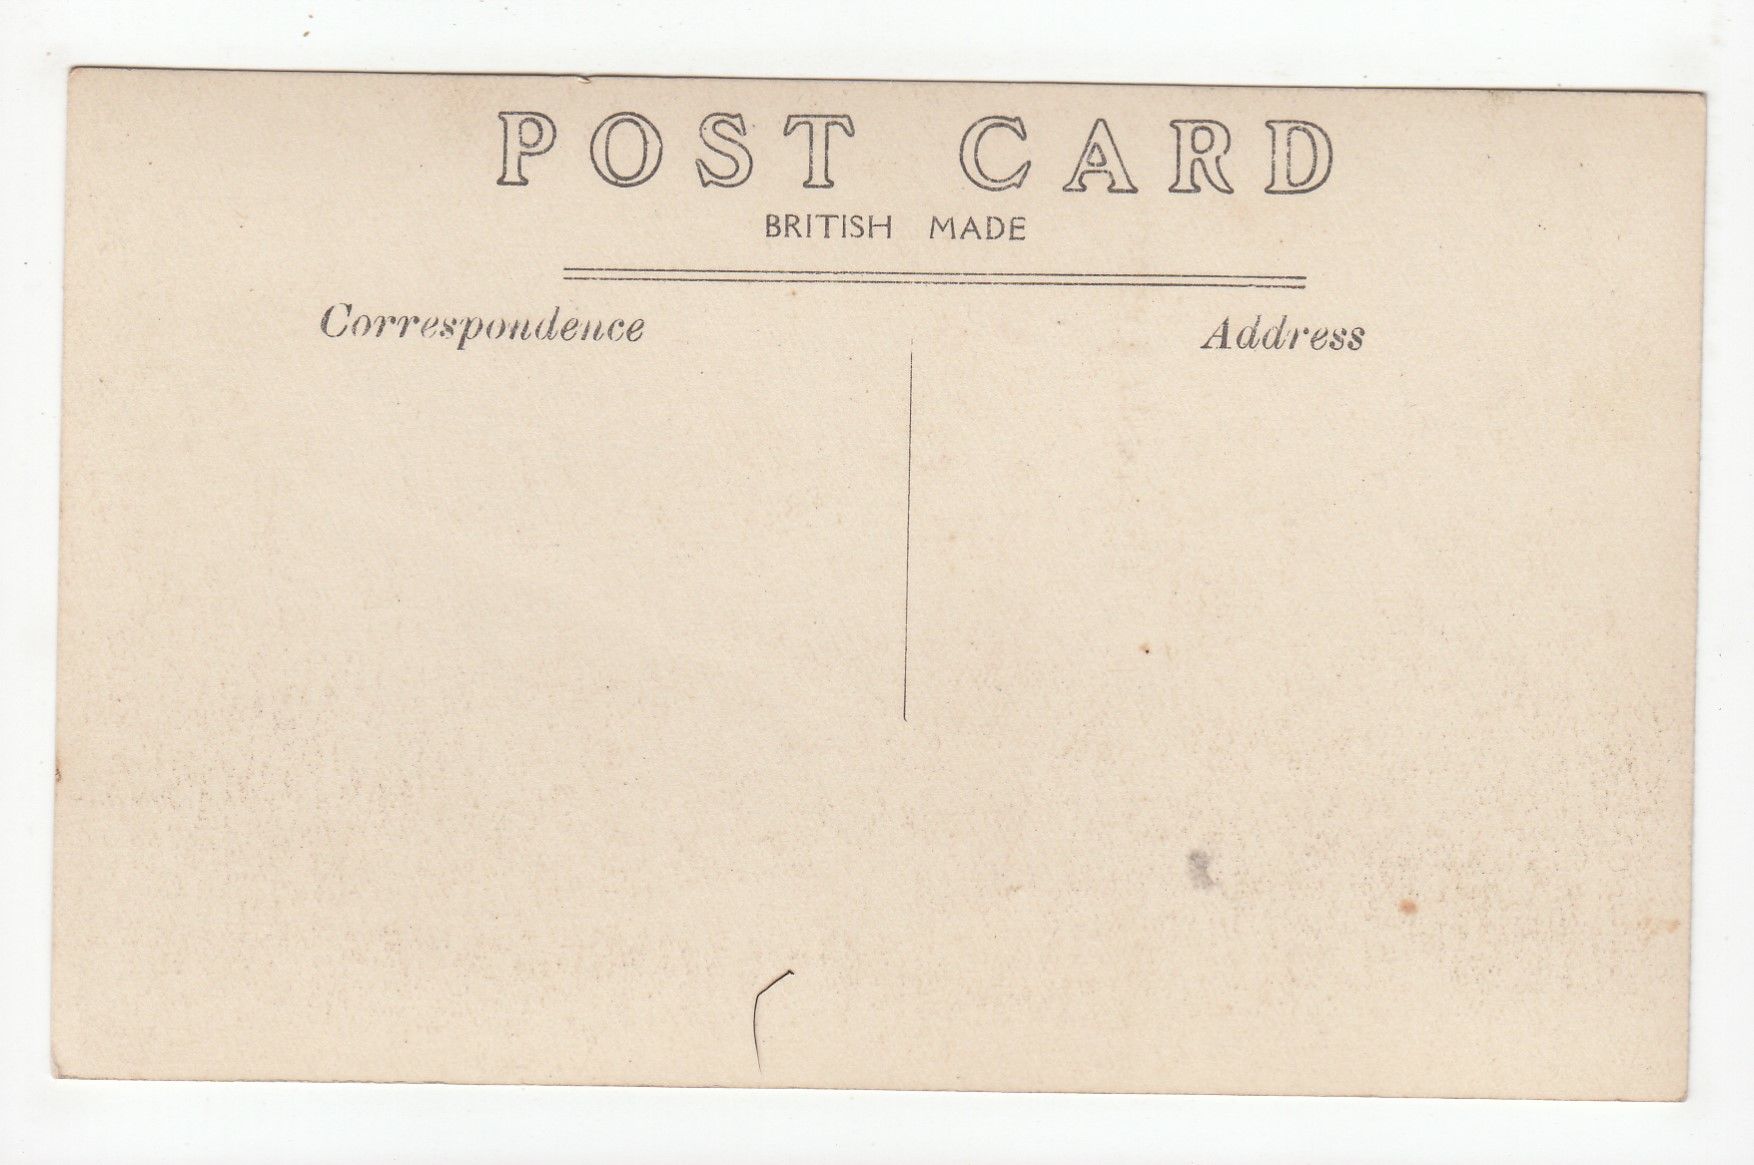 POST CARD
BRITISH MADE
Correspondence
Address